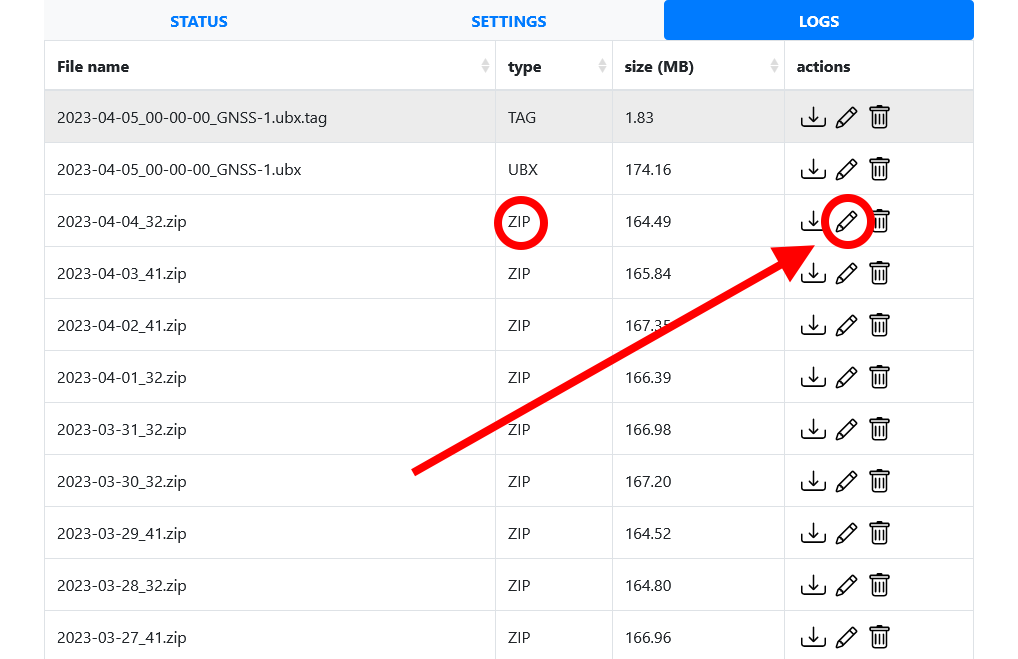 STATUS SETTINGS LOGS
File name type size (MB) actions
2023-04-05_00-00-00_GNSS-1.ubx.tag TAG 1.83
2023-04-05_00-00-00_GNSS-1.ubx UBX 174.16
2023-04-04_32.zip ZIP 164.49
2023-04-03_41.zip ZIP 165.84
2023-04-02_41.zip ZIP 167.35
2023-04-01_32.zip ZIP 166.39
2023-03-31_32.zip ZIP 166.98
2023-03-30_32.zip ZIP 167.20
2023-03-29_41.zip ZIP 164.52
2023-03-28_32.zip ZIP 164.80
2023-03-27_41.zip ZIP 166.96